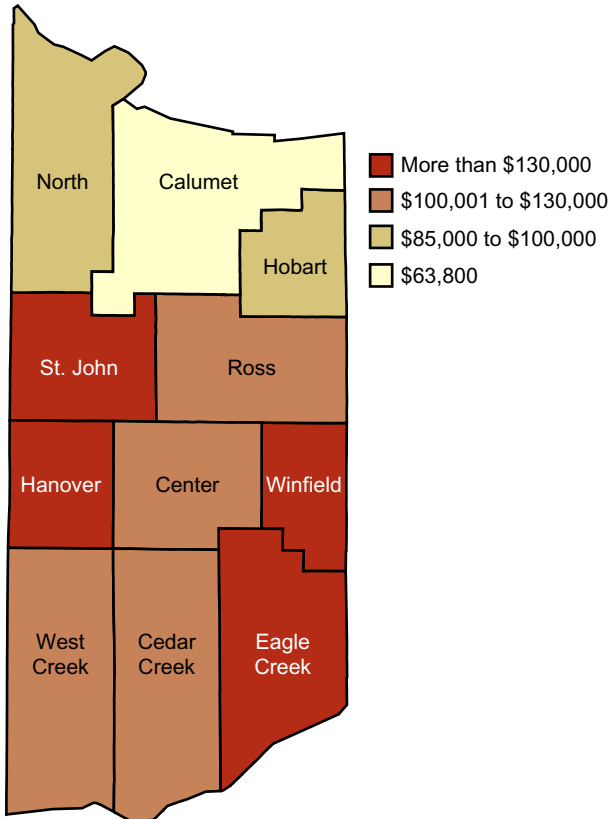 North
Calumet
Hobart
St. John
Ross
Hanover
Center
Winfield
West
Creek
Cedar
Creek
Eagle
Creek
More than $130,000
$100,001 to $130,000
$85,000 to $100,000
$63,800